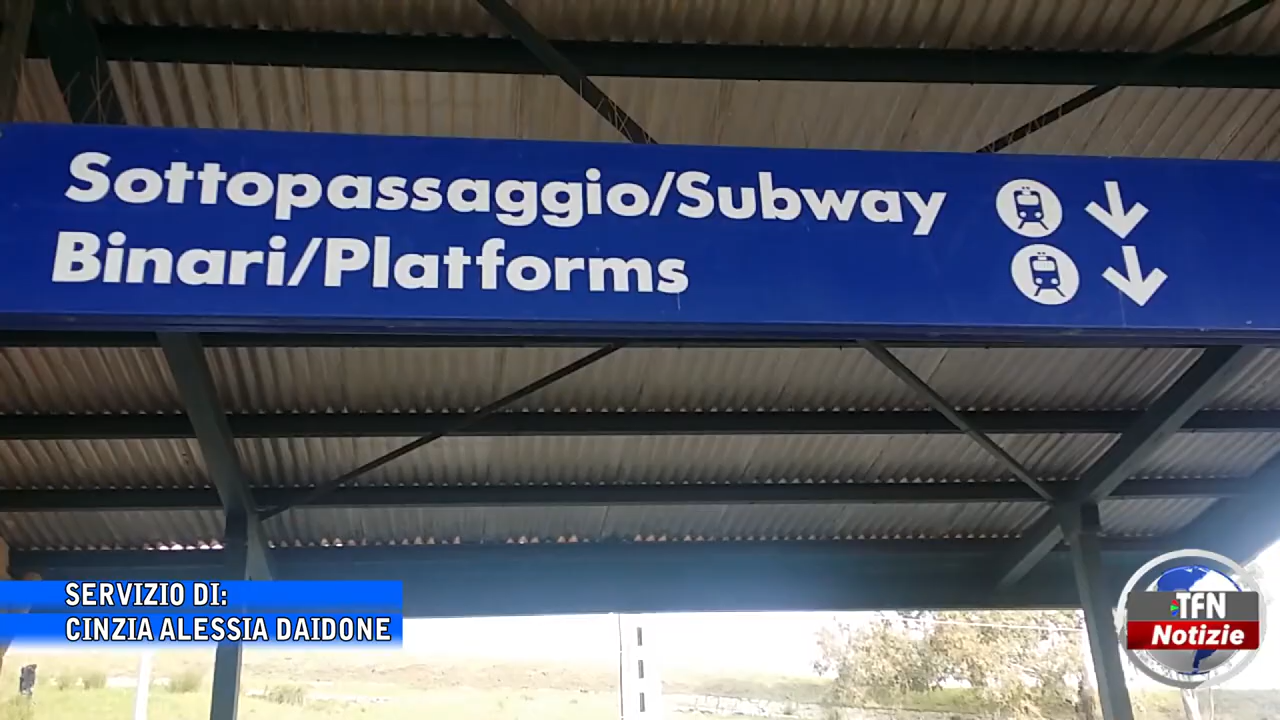 Sottopassaggio/Subway
Binari/Platforms
SERVIZIO DI:
CINZIA ALESSIA DAIDONE
TFN
Notizie